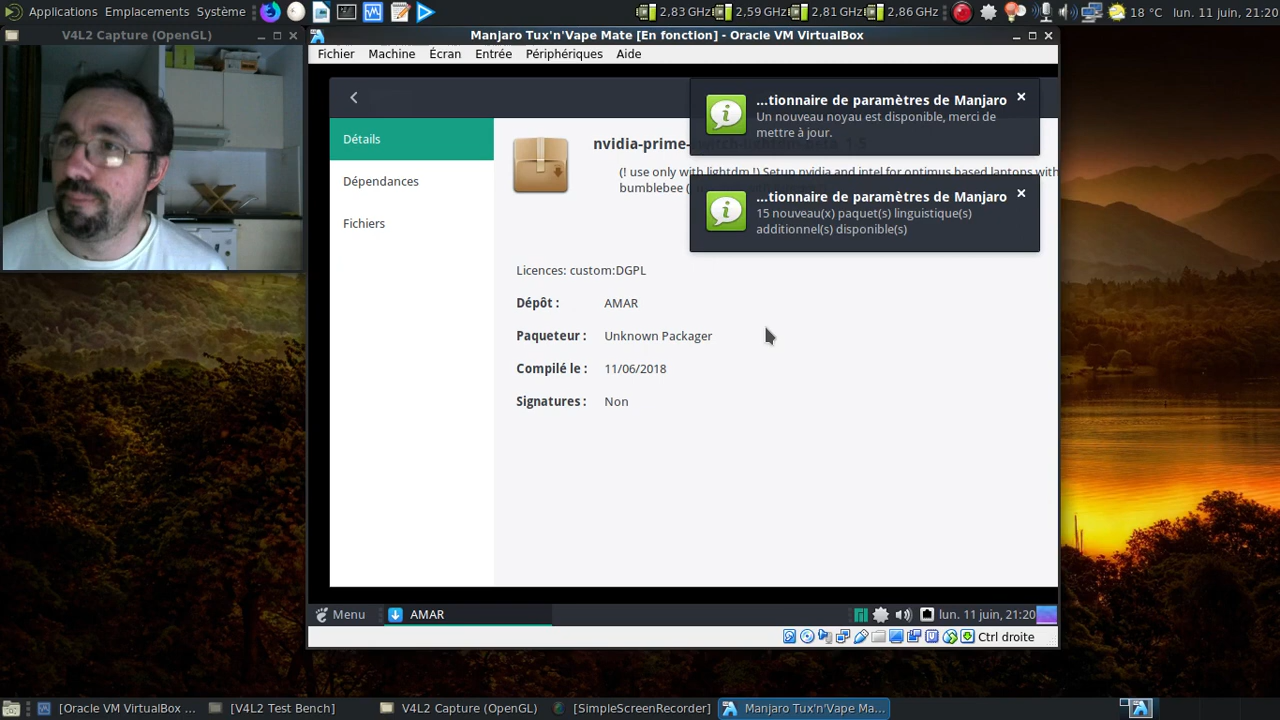 Applications Emplacements Système
2,83 GHz 2,59 GHz 2,81 GHz 2,86 GHz 18 °C lun. 11 juin, 21:20
V4L2 Capture (OpenGL)
Manjaro Tux'n'Vape Mate [En fonction] - Oracle VM VirtualBox
Fichier Machine Écran Entrée Périphériques Aide
...tionnaire de paramètres de Manjaro
Un nouveau noyau est disponible, merci de
mettre à jour.
Détails
Dépendances
Fichiers
nvidia-prime-
(! use only with lightdm !) Setup nvidia and intel for optimus based laptops with
bumblebee (
...tionnaire de paramètres de Manjaro
15 nouveau(x) paquet(s) linguistique(s)
additionnel(s) disponible(s)
Licences: custom:DGPL
Dépôt : AMAR
Paqueteur : Unknown Packager
Compilé le : 11/06/2018
Signatures : Non
Menu AMAR lun. 11 juin, 21:20
Ctrl droite
[Oracle VM VirtualBox ... [V4L2 Test Bench] V4L2 Capture (OpenGL) [SimpleScreenRecorder] Manjaro Tux'n'Vape Ma...